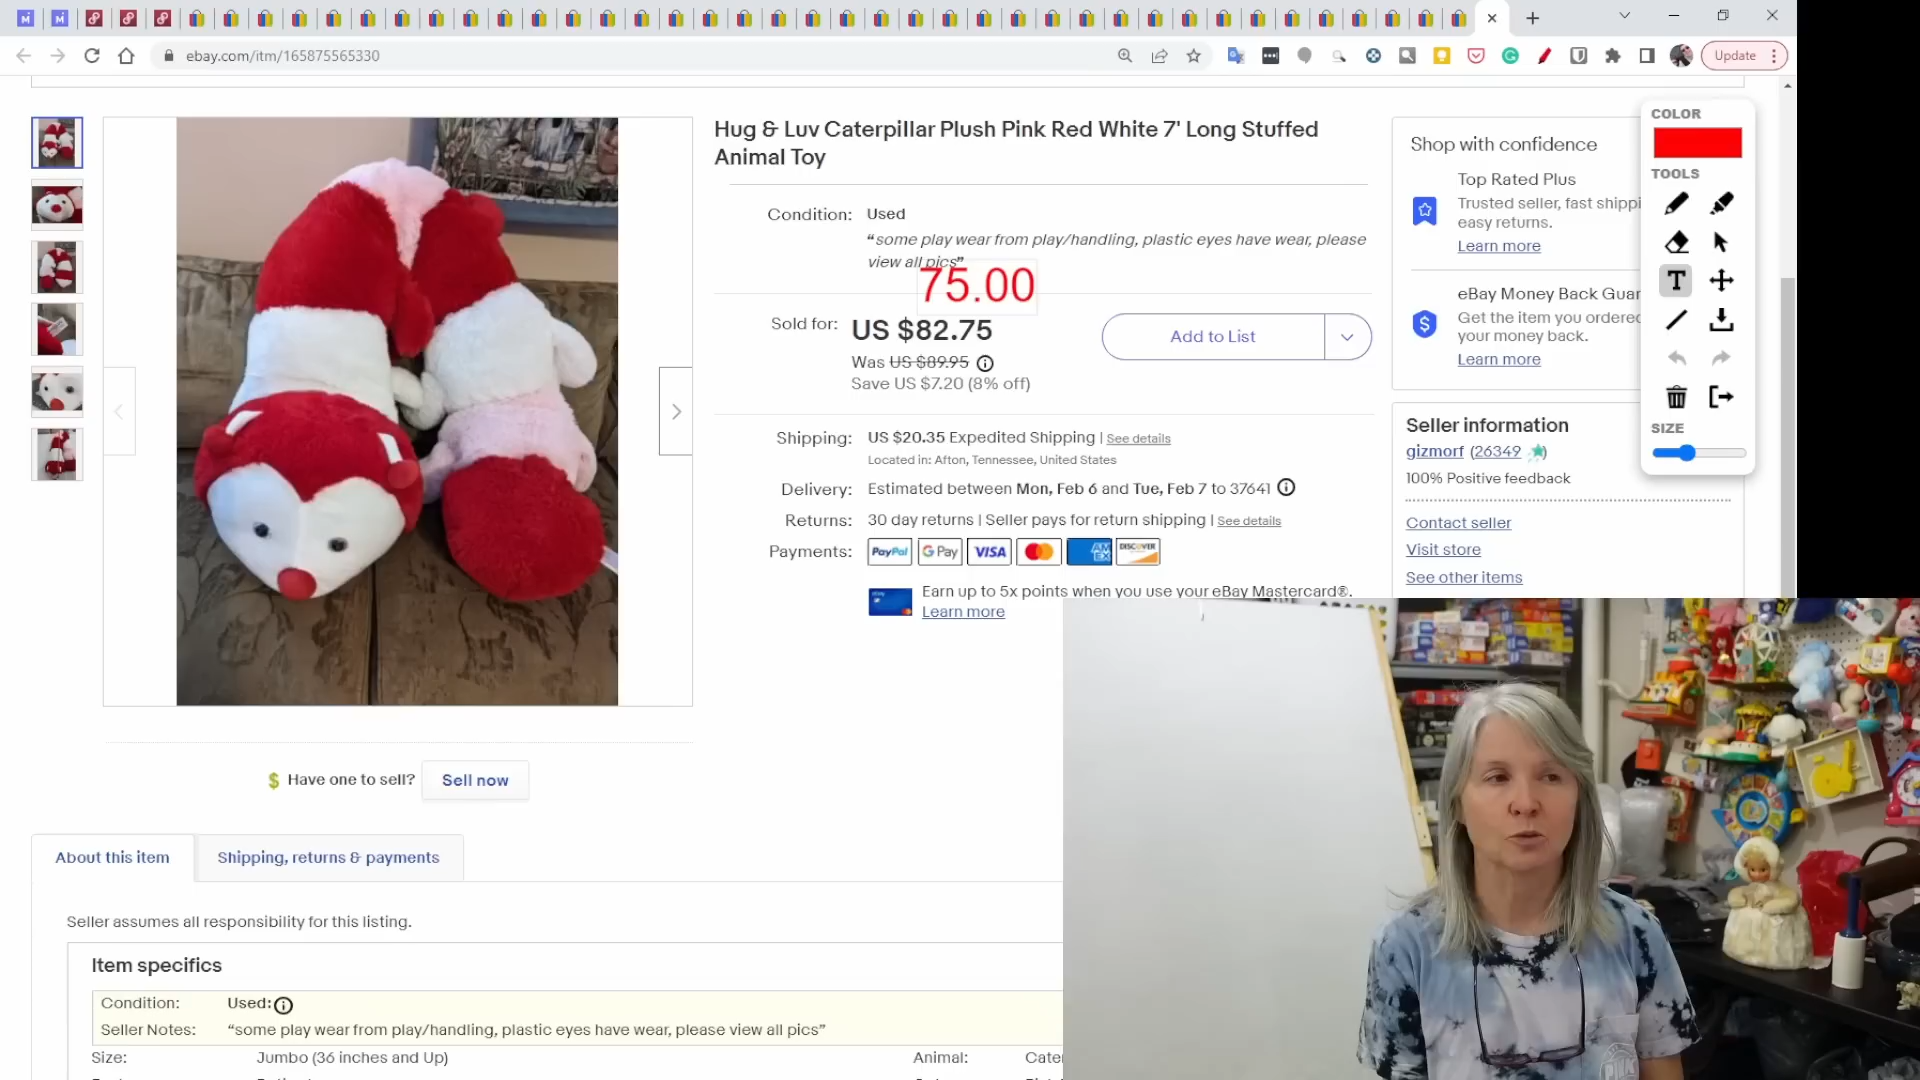 ebay.com/itm/165875565330
Update
Hug & Luv Caterpillar Plush Pink Red White 7' Long Stuffed
Animal Toy
Condition: Used
“some play wear from play/handling, plastic eyes have wear, please
view all pics”
75.00
Sold for: US $82.75
Was US $89.95
Save US $7.20 (8% off)
Add to List
Shipping: US $20.35 Expedited Shipping | See details
Located in: Afton, Tennessee, United States
Delivery: Estimated between Mon, Feb 6 and Tue, Feb 7 to 37641
Returns: 30 day returns | Seller pays for return shipping | See details
Payments: PayPal G Pay VISA AMEX DISCOVER
Earn up to 5x points when you use your eBay Mastercard®.
Learn more
Shop with confidence
Top Rated Plus
Trusted seller, fast shippi
easy returns.
Learn more
eBay Money Back Guar
Get the item you ordered
your money back.
Learn more
Seller information
gizmorf (26349)
100% Positive feedback
Contact seller
Visit store
See other items
COLOR
TOOLS
T
SIZE
Have one to sell? Sell now
About this item
Shipping, returns & payments
Seller assumes all responsibility for this listing.
Item specifics
Condition: Used:
Seller Notes: “some play wear from play/handling, plastic eyes have wear, please view all pics”
Size: Jumbo (36 inches and Up)
Animal: Cate